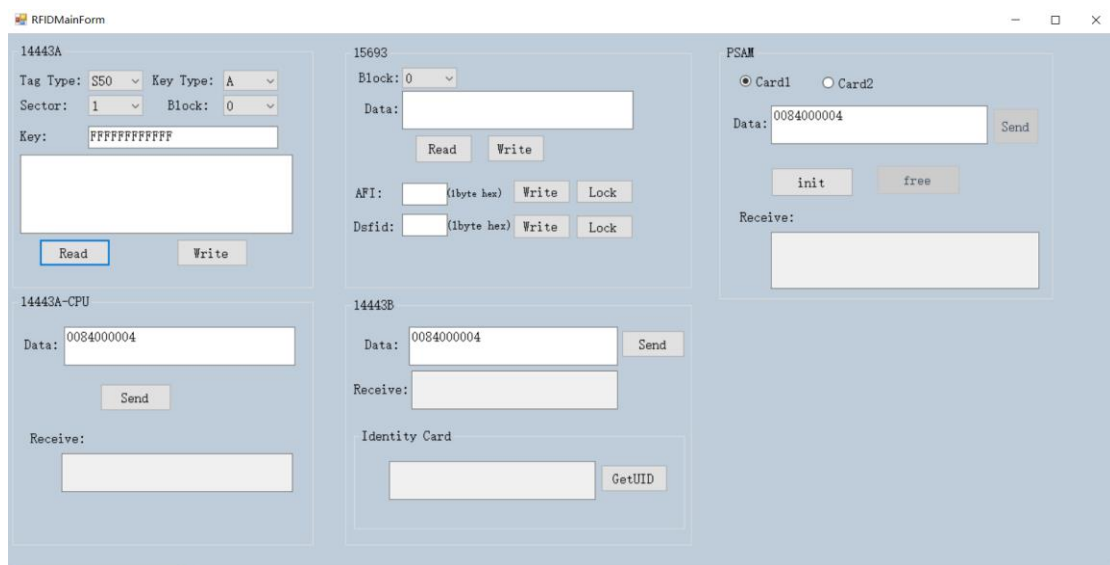 RFIDMainForm
14443A
Tag Type: S50 Key Type: A
Sector: 1 Block: 0
Key: FFFFFFFFFFFF
Read Write
15693
Block: 0
Data:
Read Write
AFI: (1byte hex) Write Lock
Dsfid: (1byte hex) Write Lock
PSAM
Card1 Card2
Data: 0084000004 Send
init free
Receive:
14443A-CPU
Data: 0084000004
Send
Receive:
14443B
Data: 0084000004 Send
Receive:
Identity Card
GetUID